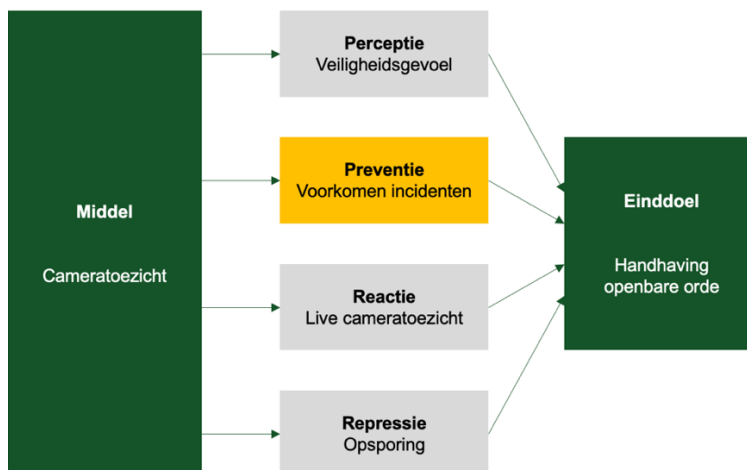 Middel
Cameratoezicht
Perceptie
Veiligheidsgevoel
Preventie
Voorkomen incidenten
Reactie
Live cameratoezicht
Repressie
Opsporing
Einddoel
Handhaving
openbare orde